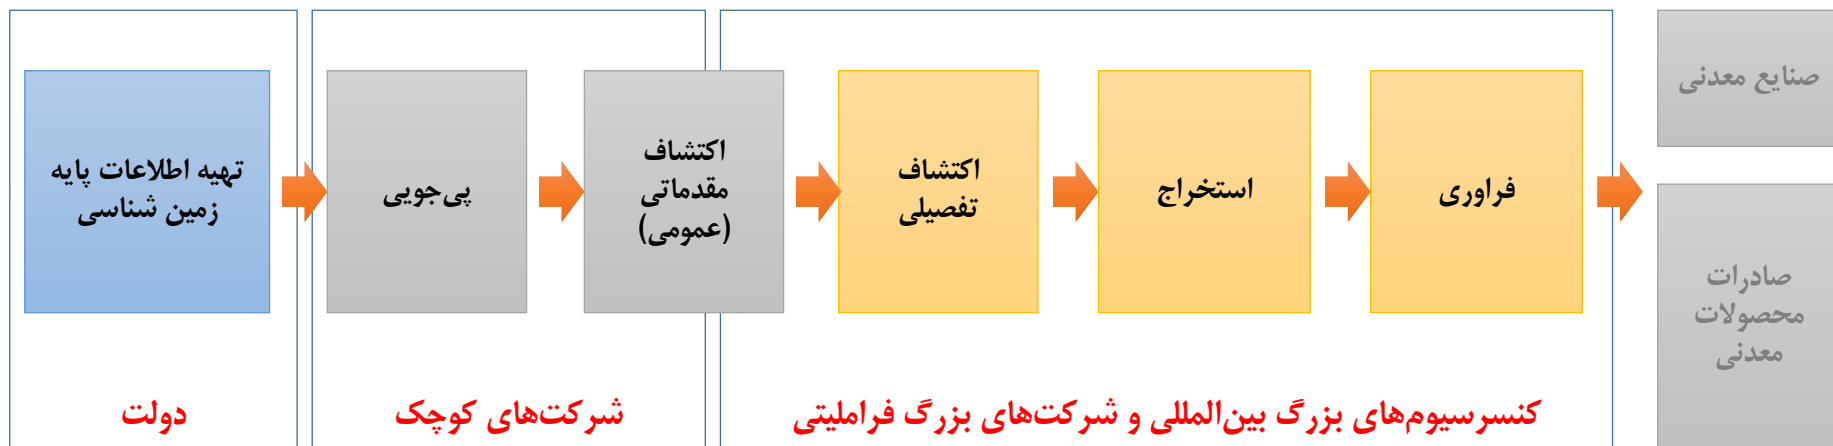 تهیه اطلاعات پایه
زمین شناسی
پی‌جویی
اکتشاف
مقدماتی
(عمومی)
اکتشاف
تفصیلی
استخراج
فراوری
صنایع معدنی
صادرات
محصولات
معدنی
دولت
شرکت‌های کوچک
کنسرسیوم‌های بزرگ بین‌المللی و شرکت‌های بزرگ فراملیتی